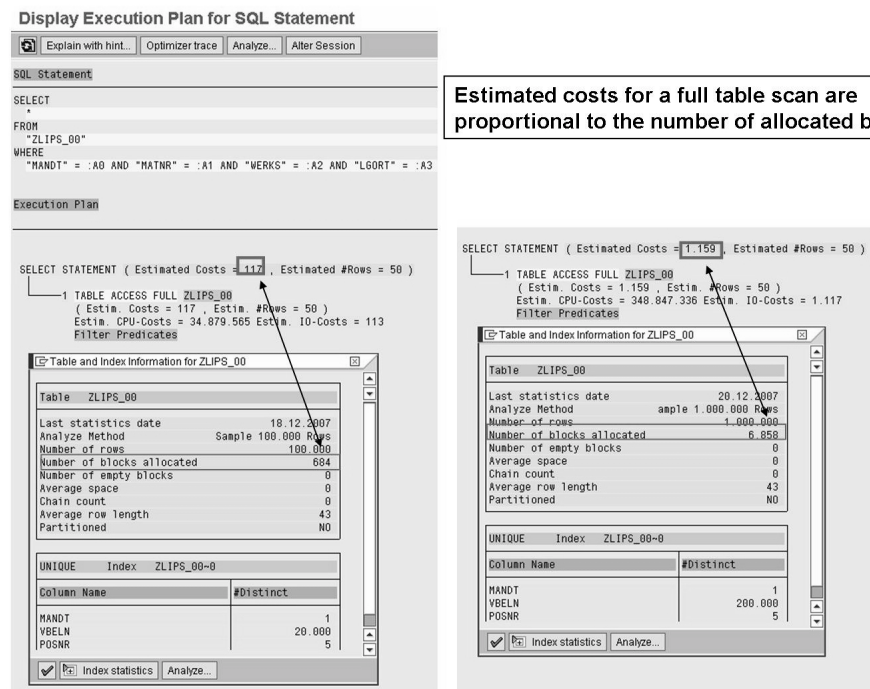 Display Execution Plan for SQL Statement
Explain with hint... Optimizer trace Analyze... Alter Session
SQL Statement
SELECT
*
FROM
"ZLIPS_00"
WHERE
"MANDT" = :A0 AND "MATNR" = :A1 AND "WERKS" = :A2 AND "LGORT" = :A3
Execution Plan
SELECT STATEMENT ( Estimated Costs = 117 , Estimated #Rows = 50 )
1 TABLE ACCESS FULL ZLIPS_00
( Estim. Costs = 117 , Estim. #Rows = 50 )
Estim. CPU-Costs = 34.879.565 Estim. IO-Costs = 113
Filter Predicates
Table and Index Information for ZLIPS_00
Table ZLIPS_00
Last statistics date 18.12.2007
Analyze Method Sample 100.000 Rows
Number of rows 100.000
Number of blocks allocated 684
Number of empty blocks 0
Average space 0
Chain count 0
Average row length 43
Partitioned NO
UNIQUE Index ZLIPS_00~0
Column Name #Distinct
MANDT 1
VBELN 20.000
POSNR 5
Index statistics Analyze...
Estimated costs for a full table scan are
proportional to the number of allocated b
SELECT STATEMENT ( Estimated Costs = 1.159 , Estimated #Rows = 50 )
1 TABLE ACCESS FULL ZLIPS_00
( Estim. Costs = 1.159 , Estim. #Rows = 50 )
Estim. CPU-Costs = 348.847.336 Estim. IO-Costs = 1.117
Filter Predicates
Table and Index Information for ZLIPS_00
Table ZLIPS_00
Last statistics date 20.12.2007
Analyze Method ample 1.000.000 Rows
Number of rows 1.000.000
Number of blocks allocated 6.858
Number of empty blocks 0
Average space 0
Chain count 0
Average row length 43
Partitioned NO
UNIQUE Index ZLIPS_00~0
Column Name #Distinct
MANDT 1
VBELN 200.000
POSNR 5
Index statistics Analyze...